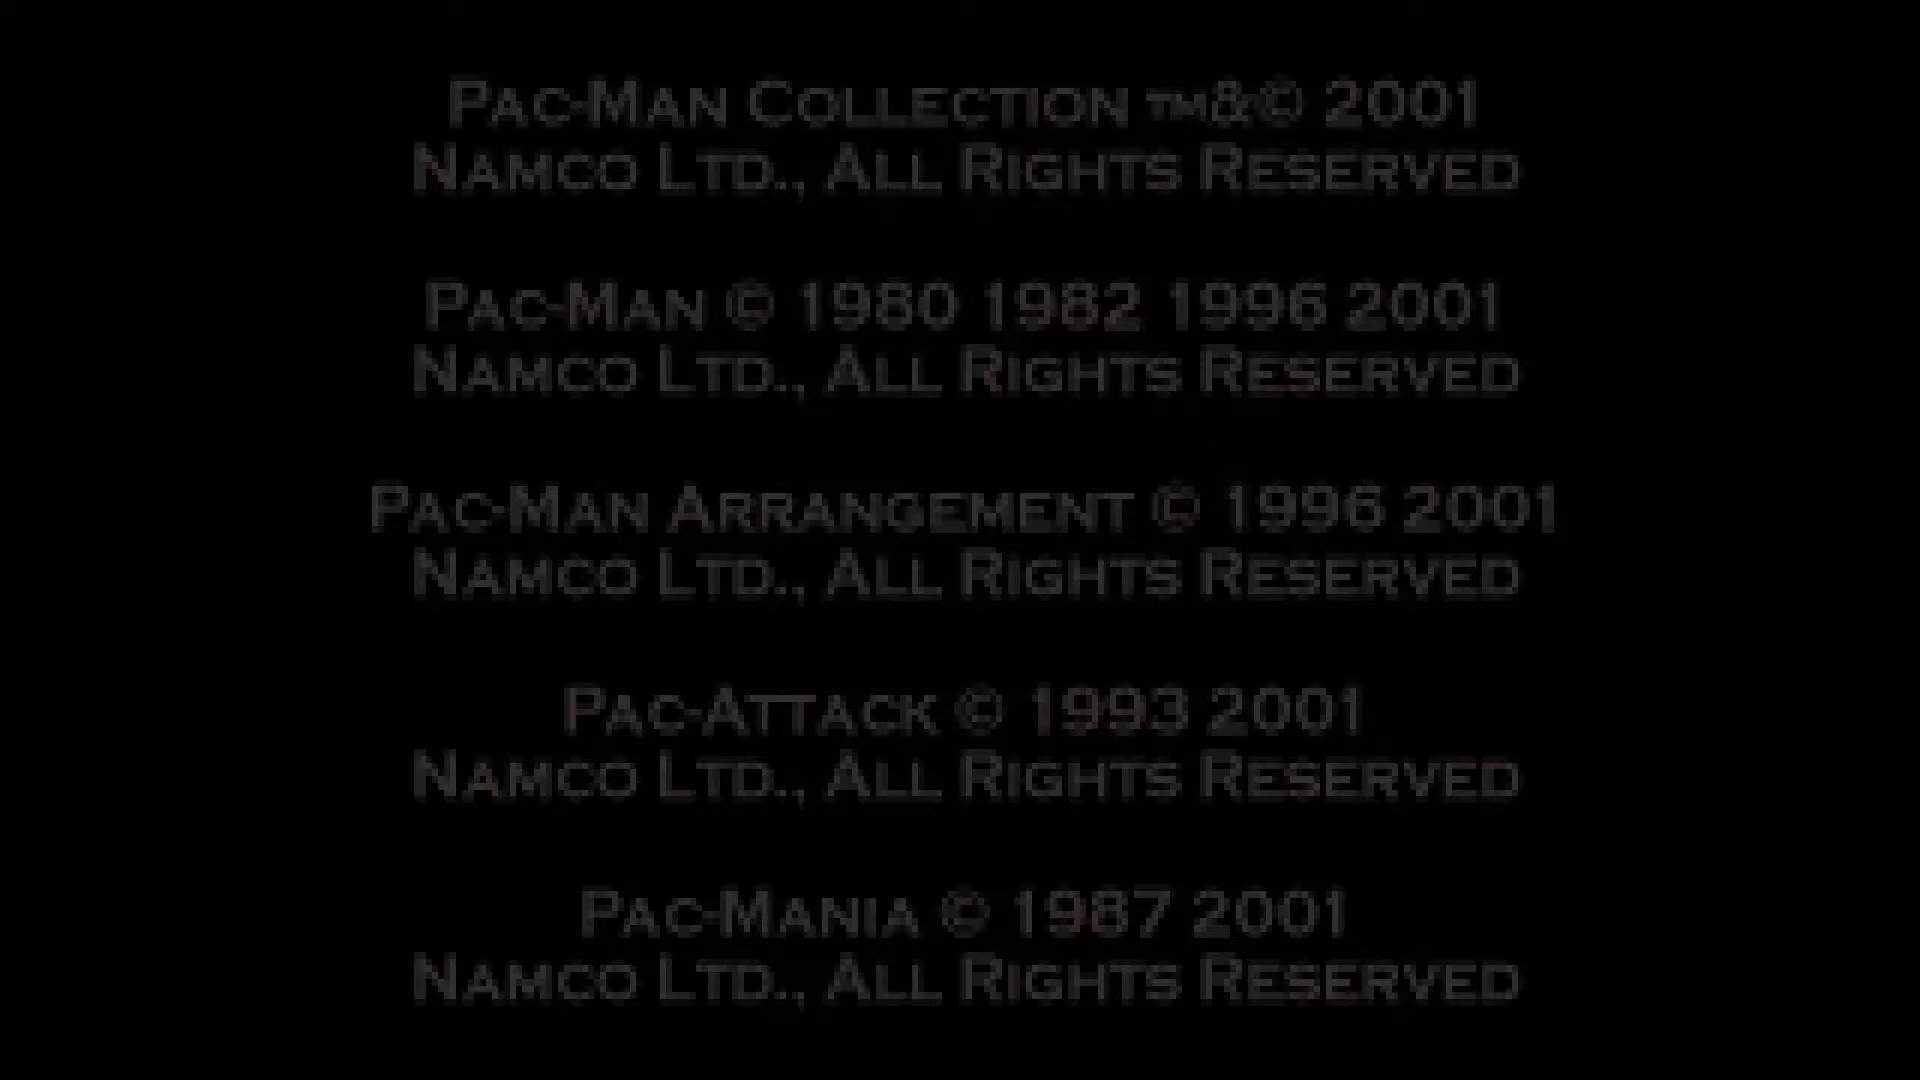 Pac-Man Collection ™&© 2001
Namco Ltd., All Rights Reserved
Pac-Man © 1980 1982 1996 2001
Namco Ltd., All Rights Reserved
Pac-Man Arrangement © 1996 2001
Namco Ltd., All Rights Reserved
Pac-Attack © 1993 2001
Namco Ltd., All Rights Reserved
Pac-Mania © 1987 2001
Namco Ltd., All Rights Reserved